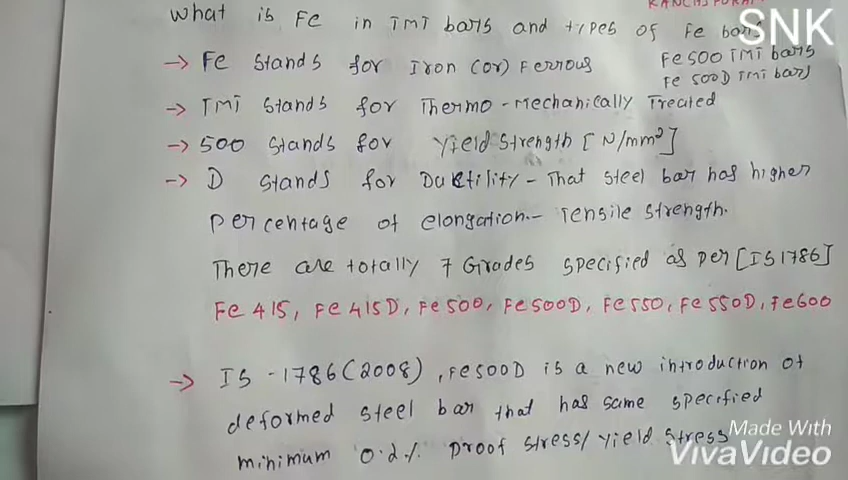 KANCHIPURAM
What is Fe in TMT bars and types of Fe bars
SNK
Fe 500 TMT bars
Fe 500D TMT bars
→ Fe Stands for Iron (or) Ferrous
→ TMT Stands for Thermo-Mechanically Treated
→ 500 Stands for Yield Strength [N/mm²]
→ D Stands for Ductility - That steel bar has higher
percentage of elongation - Tensile strength.
There are totally 7 Grades specified as per [IS1786]
Fe 415, Fe 415D, Fe 500, Fe 500D, Fe 550, Fe 550D, Fe 600
→ IS - 1786 (2008), Fe500D is a new introduction of
deformed steel bar that has same specified
minimum 0.2% proof stress/yield stress
Made With
VivaVideo